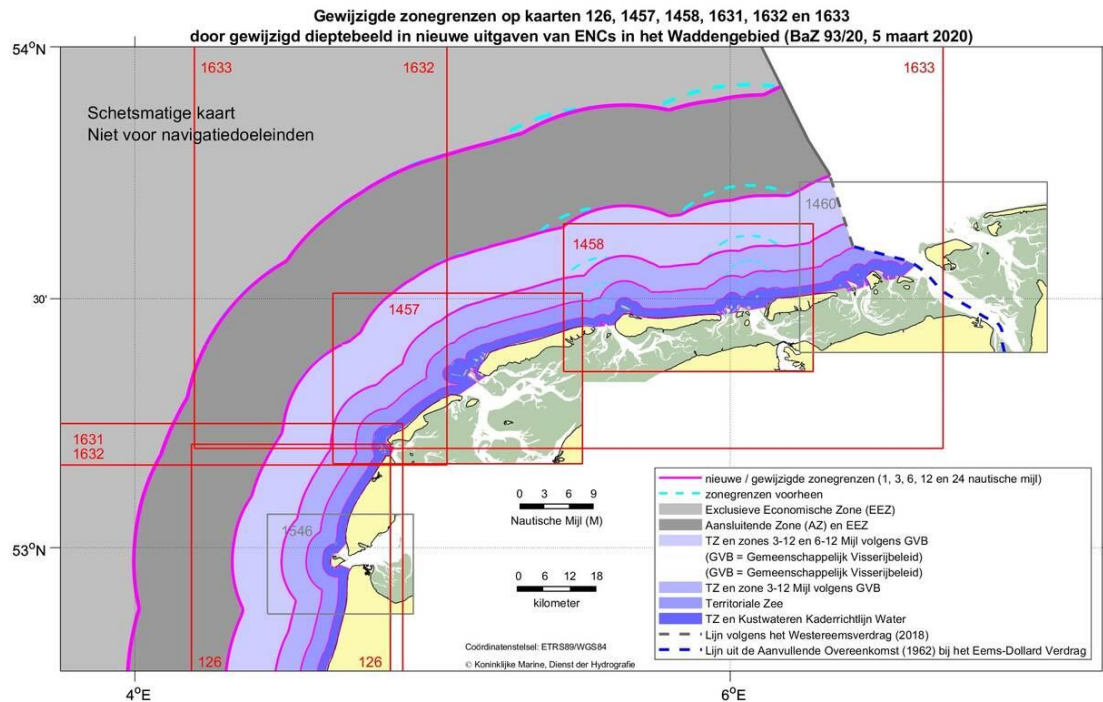 Gewijzigde zonegrenzen op kaarten 126, 1457, 1458, 1631, 1632 en 1633
door gewijzigd dieptebeeld in nieuwe uitgaven van ENCs in het Waddengebied (BaZ 93/20, 5 maart 2020)
54°N
1633
1632
1633
Schetsmatige kaart
Niet voor navigatiedoeleinden
1460
1458
30'
1457
1631
1632
nieuwe / gewijzigde zonegrenzen (1, 3, 6, 12 en 24 nautische mijl)
zonegrenzen voorheen
Exclusieve Economische Zone (EEZ)
Aansluitende Zone (AZ) en EEZ
TZ en zones 3-12 en 6-12 Mijl volgens GVB
(GVB = Gemeenschappelijk Visserijbeleid)
(GVB = Gemeenschappelijk Visserijbeleid)
TZ en zone 3-12 Mijl volgens GVB
Territoriale Zee
TZ en Kustwateren Kaderrichtlijn Water
Lijn volgens het Westereemsverdrag (2018)
Lijn uit de Aanvullende Overeenkomst (1962) bij het Eems-Dollard Verdrag
0 3 6 9
Nautische Mijl (M)
1546
53°N
0 6 12 18
kilometer
Coördinatenstelsel: ETRS89/WGS84
© Koninklijke Marine, Dienst der Hydrografie
126
126
4°E
6°E